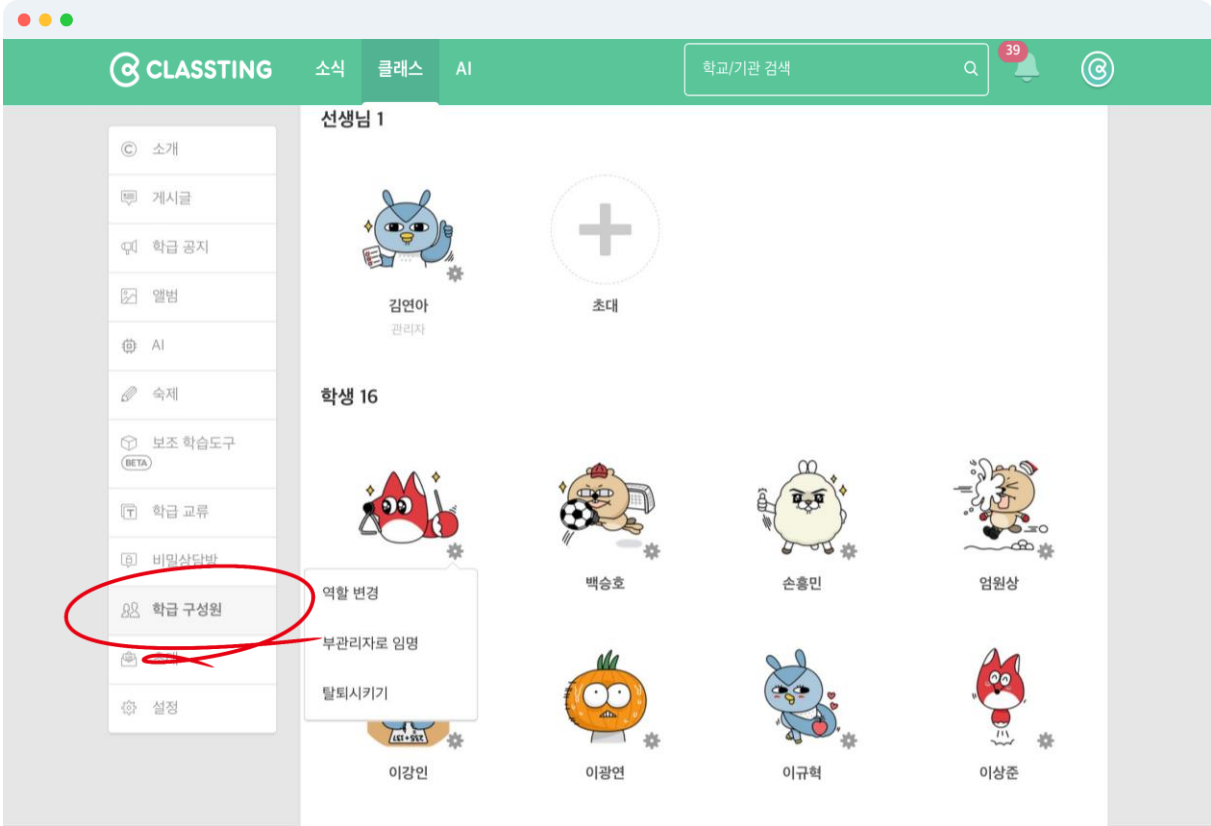 CLASSTING
소식
클래스
AI
학교/기관 검색
39
소개
게시글
학급 공지
앨범
AI
숙제
보조 학습도구
BETA
학급 교류
비밀상담방
학급 구성원
설정
선생님 1
김연아
관리자
초대
학생 16
역할 변경
부관리자로 임명
탈퇴시키기
백승호
손흥민
엄원상
이강인
이광연
이규혁
이상준